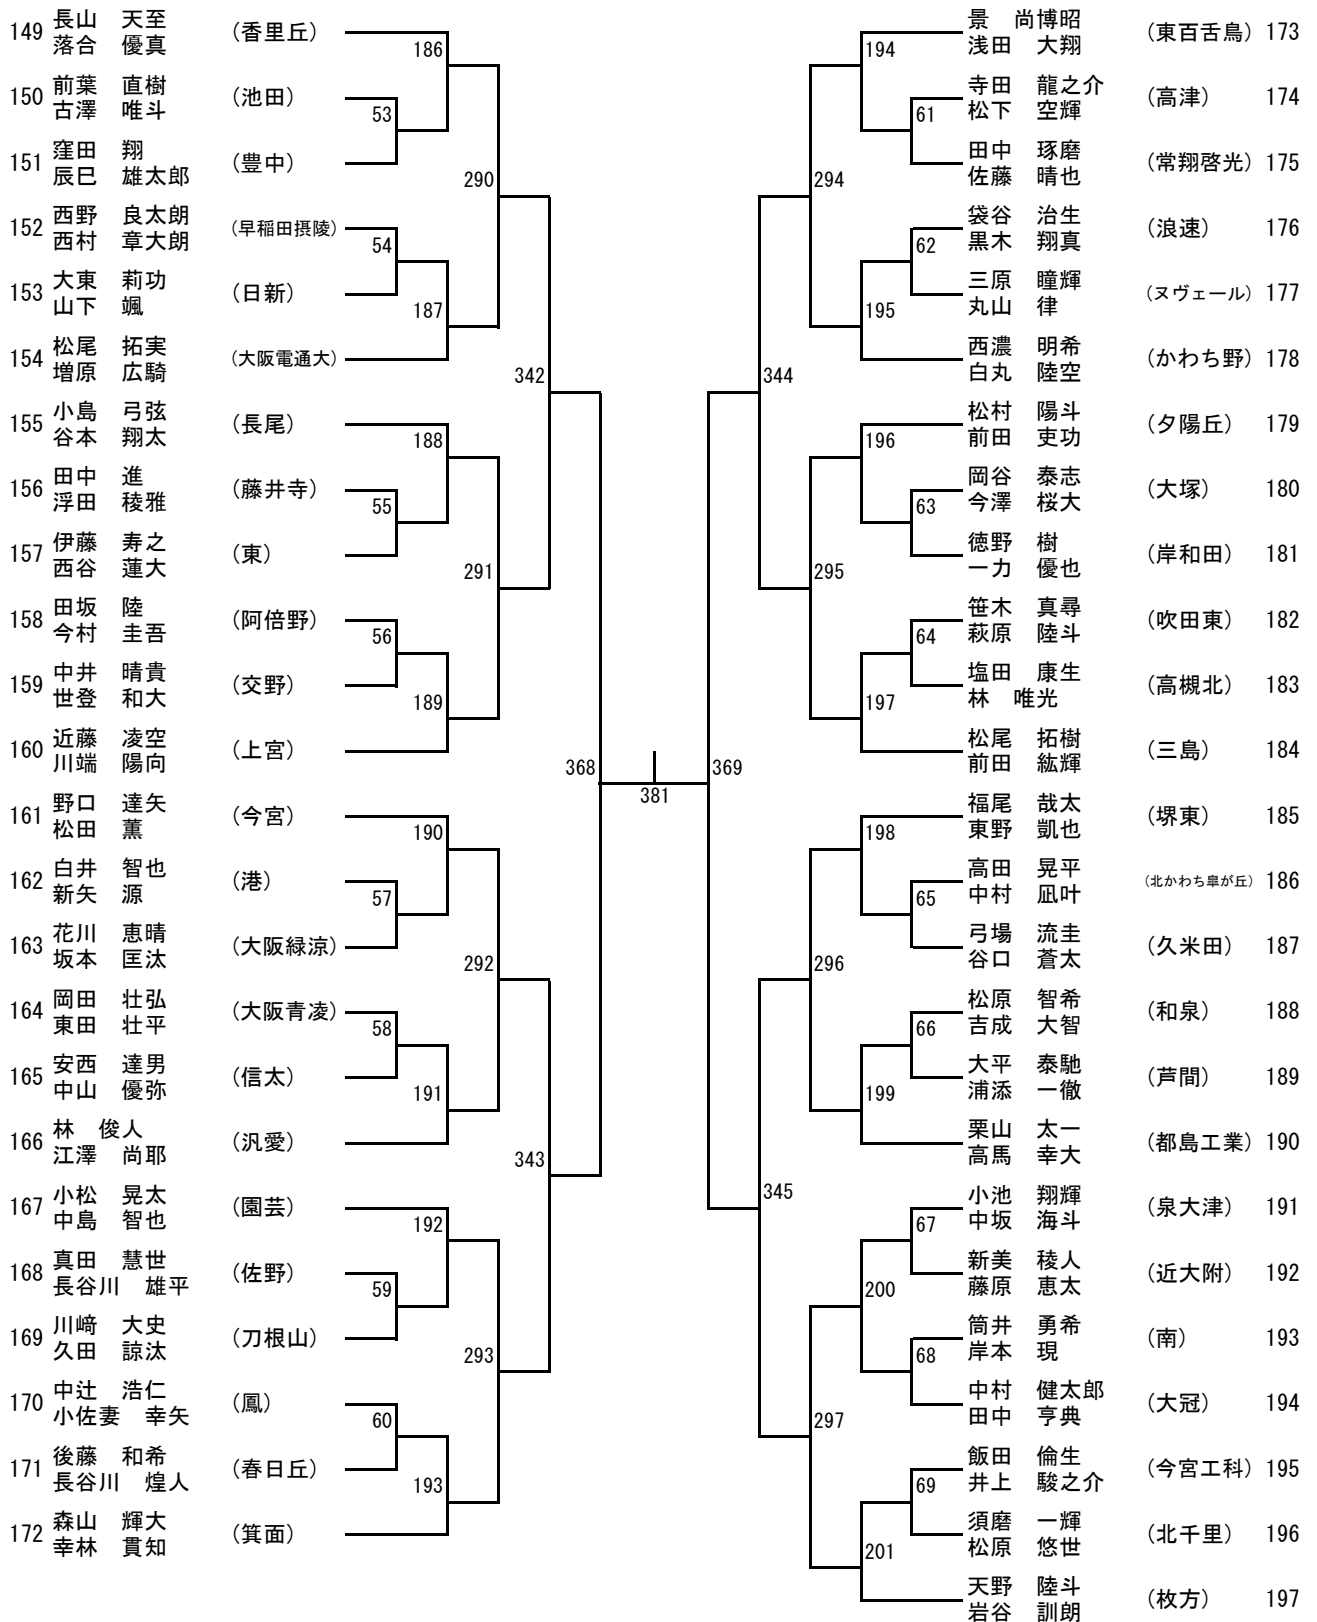 149 長山　天至 (香里丘)
落合　優真
150 前葉　直樹 (池田)
古澤　唯斗
151 窪田　翔 (豊中)
辰巳　雄太郎
152 西野　良太朗 (早稲田摂陵)
西村　章大朗
153 大東　莉功 (日新)
山下　颯
154 松尾　拓実 (大阪電通大)
増原　広騎
155 小島　弓弦 (長尾)
谷本　翔太
156 田中　進 (藤井寺)
浮田　稜雅
157 伊藤　寿之 (東)
西谷　蓮大
158 田坂　陸 (阿倍野)
今村　圭吾
159 中井　晴貴 (交野)
世登　和大
160 近藤　凌空 (上宮)
川端　陽向
161 野口　達矢 (今宮)
松田　薫
162 白井　智也 (港)
新矢　源
163 花川　恵晴 (大阪緑涼)
坂本　匡汰
164 岡田　壮弘 (大阪青凌)
東田　壮平
165 安西　達男 (信太)
中山　優弥
166 林　俊人 (汎愛)
江澤　尚耶
167 小松　晃太 (園芸)
中島　智也
168 真田　慧世 (佐野)
長谷川　雄平
169 川﨑　大史 (刀根山)
久田　諒汰
170 中辻　浩仁 (鳳)
小佐妻　幸矢
171 後藤　和希 (春日丘)
長谷川　煌人
172 森山　輝大 (箕面)
幸林　貫知
186
53
290
54
187
342
188
55
291
56
189
368
190
57
292
58
191
343
192
59
293
60
193
381
369
194
61
294
62
195
344
196
63
295
64
197
198
65
296
66
199
345
67
200
68
297
69
201
景　尚博昭 (東百舌鳥) 173
浅田　大翔
寺田　龍之介 (高津) 174
松下　空輝
田中　琢磨 (常翔啓光) 175
佐藤　晴也
袋谷　治生 (浪速) 176
黒木　翔真
三原　瞳輝 (ヌヴェール) 177
丸山　律
西濃　明希 (かわち野) 178
白丸　陸空
松村　陽斗 (夕陽丘) 179
前田　吏功
岡谷　泰志 (大塚) 180
今澤　桜大
徳野　樹 (岸和田) 181
一力　優也
笹木　真尋 (吹田東) 182
萩原　陸斗
塩田　康生 (高槻北) 183
林　唯光
松尾　拓樹 (三島) 184
前田　紘輝
福尾　哉太 (堺東) 185
東野　凱也
高田　晃平 (北かわち皐が丘) 186
中村　凪叶
弓場　流圭 (久米田) 187
谷口　蒼太
松原　智希 (和泉) 188
吉成　大智
大平　泰馳 (芦間) 189
浦添　一徹
栗山　太一 (都島工業) 190
高馬　幸大
小池　翔輝 (泉大津) 191
中坂　海斗
新美　稜人 (近大附) 192
藤原　恵太
筒井　勇希 (南) 193
岸本　現
中村　健太郎 (大冠) 194
田中　亨典
飯田　倫生 (今宮工科) 195
井上　駿之介
須磨　一輝 (北千里) 196
松原　悠世
天野　陸斗 (枚方) 197
岩谷　訓朗